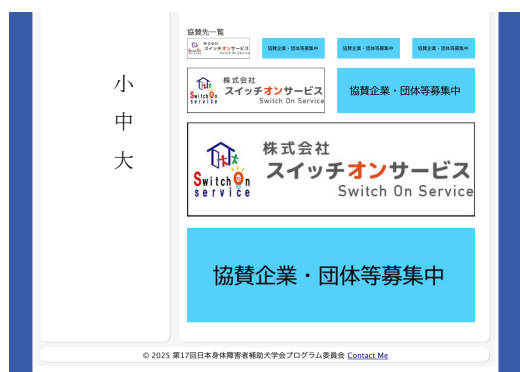 協賛先一覧
株式会社
スイッチオンサービス
Switch On Service
協賛企業・団体等募集中
協賛企業・団体等募集中
協賛企業・団体等募集中
小
株式会社
スイッチオンサービス
Switch On Service
SwitchOn
service
協賛企業・団体等募集中
中
大
株式会社
スイッチオンサービス
Switch On Service
SwitchOn
service
協賛企業・団体等募集中
© 2025 第17回日本身体障害者補助犬学会プログラム委員会 Contact Me